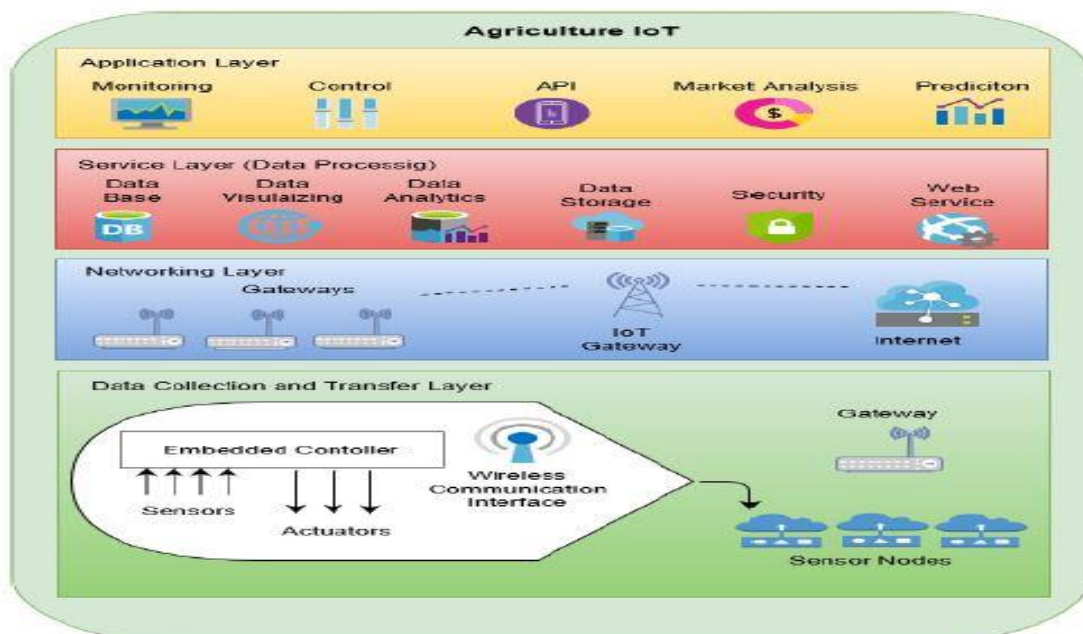 Agriculture IoT
Application Layer
Monitoring
Control
API
Market Analysis
Prediciton
$
Service Layer (Data Processig)
Data
Base
Data
Visulaizing
Data
Analytics
Data
Storage
Security
Web
Service
DB
Networking Layer
Gateways
IoT
Gateway
Internet
Data Collection and Transfer Layer
Embedded Contoller
Sensors
Actuators
Wireless
Communication
Interface
Gateway
Sensor Nodes